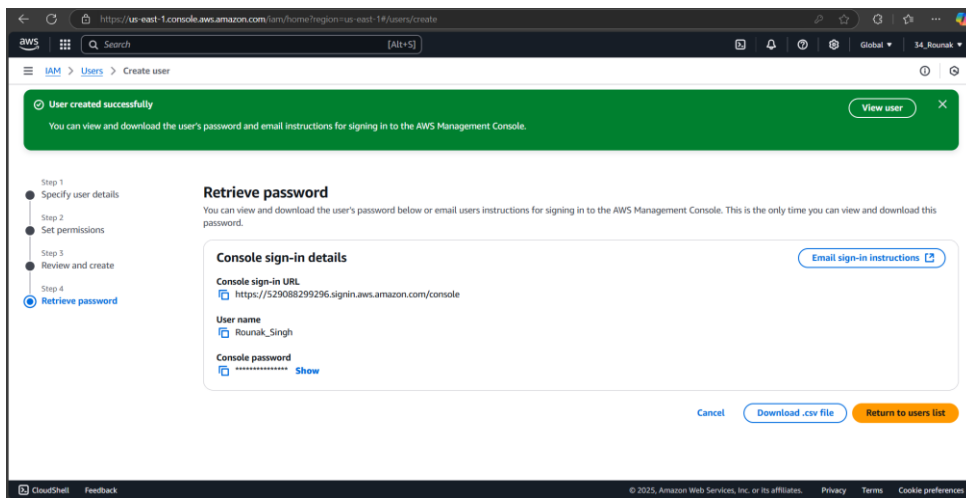 https://us-east-1.console.aws.amazon.com/iam/home?region=us-east-1#/users/create
aws Search [Alt+S] Global 34_Rounak
IAM > Users > Create user
User created successfully View user
You can view and download the user's password and email instructions for signing in to the AWS Management Console.
Step 1
Specify user details
Step 2
Set permissions
Step 3
Review and create
Step 4
Retrieve password
Retrieve password
You can view and download the user's password below or email users instructions for signing in to the AWS Management Console. This is the only time you can view and download this
password.
Console sign-in details Email sign-in instructions
Console sign-in URL
https://529088299296.signin.aws.amazon.com/console
User name
Rounak_Singh
Console password
*************** Show
Cancel Download .csv file Return to users list
CloudShell Feedback © 2025, Amazon Web Services, Inc. or its affiliates. Privacy Terms Cookie preferences